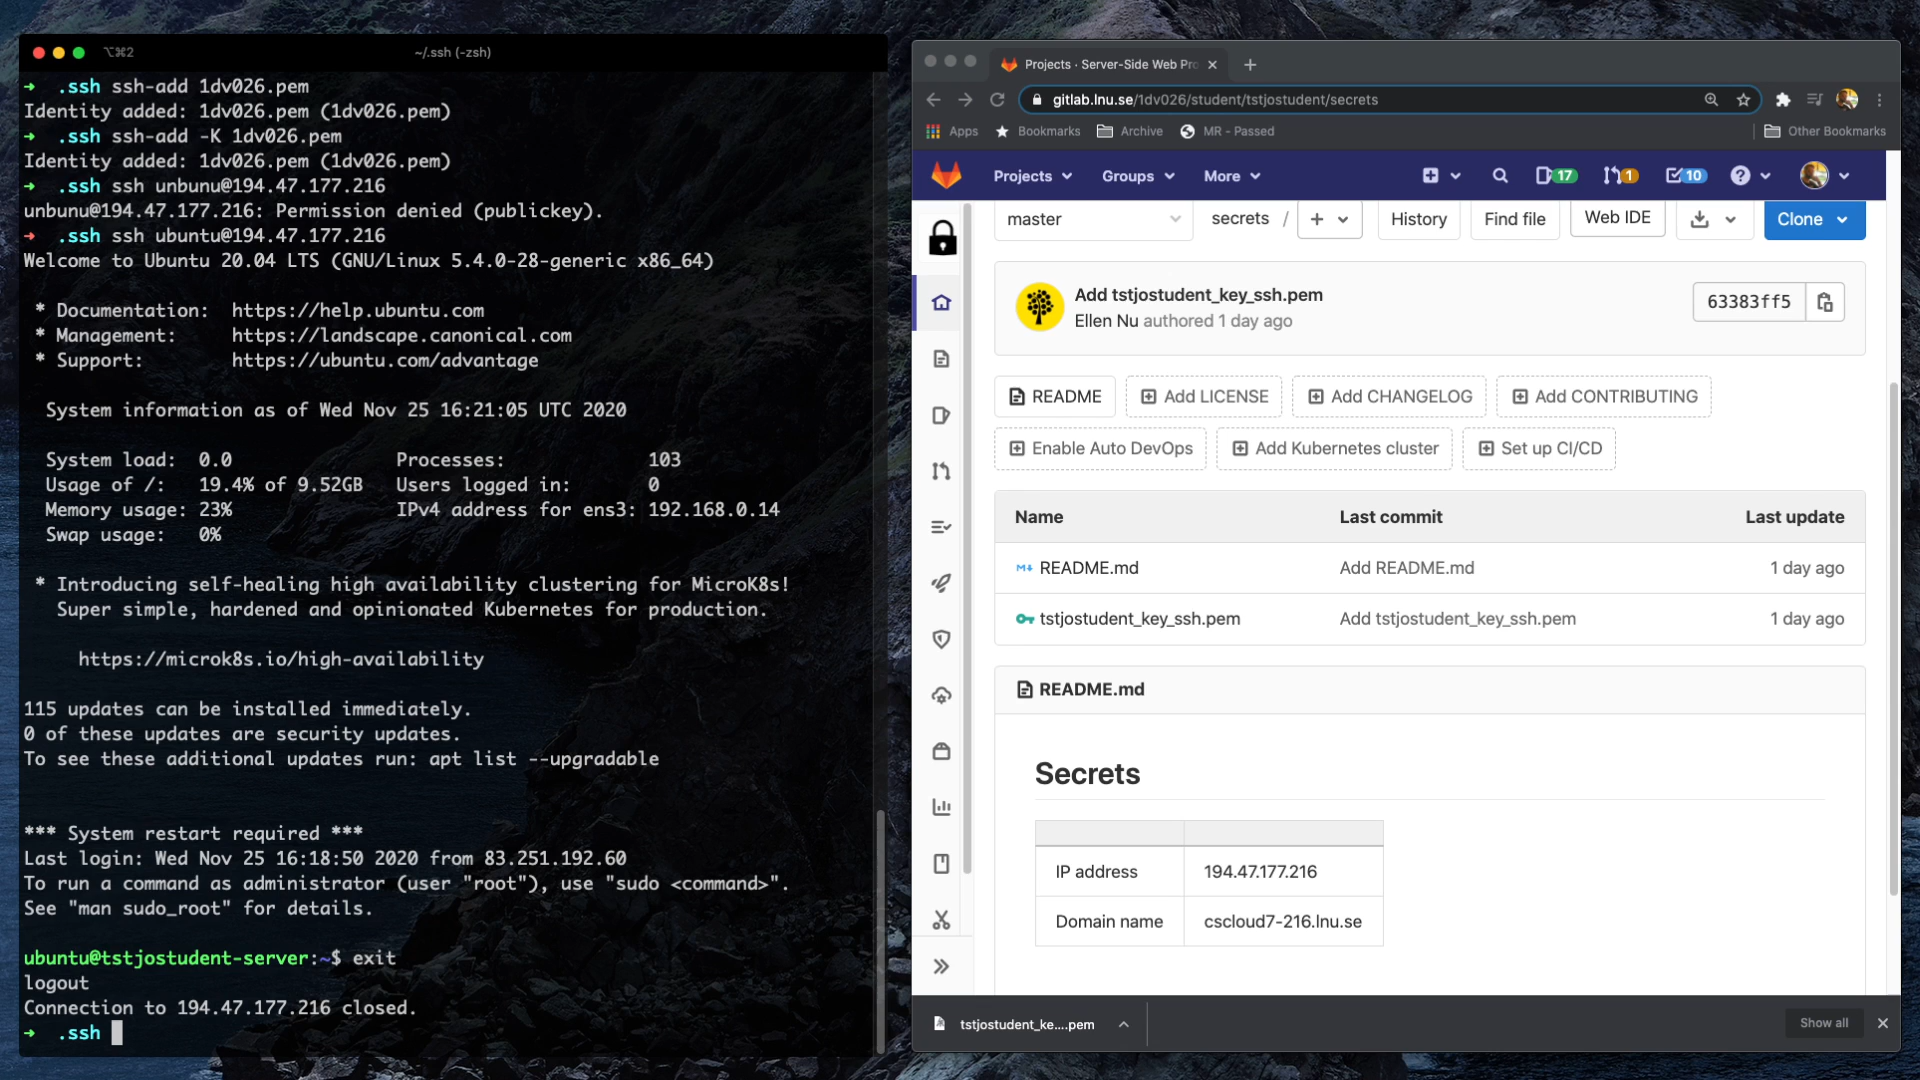 ⌥⌘2
~/.ssh (-zsh)
➜ .ssh ssh-add 1dv026.pem
Identity added: 1dv026.pem (1dv026.pem)
➜ .ssh ssh-add -K 1dv026.pem
Identity added: 1dv026.pem (1dv026.pem)
➜ .ssh ssh unbunu@194.47.177.216
unbunu@194.47.177.216: Permission denied (publickey).
➜ .ssh ssh ubuntu@194.47.177.216
Welcome to Ubuntu 20.04 LTS (GNU/Linux 5.4.0-28-generic x86_64)
* Documentation: https://help.ubuntu.com
* Management: https://landscape.canonical.com
* Support: https://ubuntu.com/advantage
System information as of Wed Nov 25 16:21:05 UTC 2020
System load: 0.0 Processes: 103
Usage of /: 19.4% of 9.52GB Users logged in: 0
Memory usage: 23% IPv4 address for ens3: 192.168.0.14
Swap usage: 0%
* Introducing self-healing high availability clustering for MicroK8s!
Super simple, hardened and opinionated Kubernetes for production.
https://microk8s.io/high-availability
115 updates can be installed immediately.
0 of these updates are security updates.
To see these additional updates run: apt list --upgradable
*** System restart required ***
Last login: Wed Nov 25 16:18:50 2020 from 83.251.192.60
To run a command as administrator (user "root"), use "sudo <command>".
See "man sudo_root" for details.
ubuntu@tstjostudent-server:~$ exit
logout
Connection to 194.47.177.216 closed.
➜ .ssh
Projects · Server-Side Web Pro
gitlab.lnu.se/1dv026/student/tstjostudent/secrets
Apps Bookmarks Archive MR - Passed Other Bookmarks
Projects Groups More 17 1 10
master secrets / + History Find file Web IDE Clone
Add tstjostudent_key_ssh.pem
Ellen Nu authored 1 day ago
63383ff5
README Add LICENSE Add CHANGELOG Add CONTRIBUTING
Enable Auto DevOps Add Kubernetes cluster Set up CI/CD
Name Last commit Last update
README.md Add README.md 1 day ago
tstjostudent_key_ssh.pem Add tstjostudent_key_ssh.pem 1 day ago
README.md
Secrets
IP address 194.47.177.216
Domain name cscloud7-216.lnu.se
tstjostudent_ke....pem
Show all